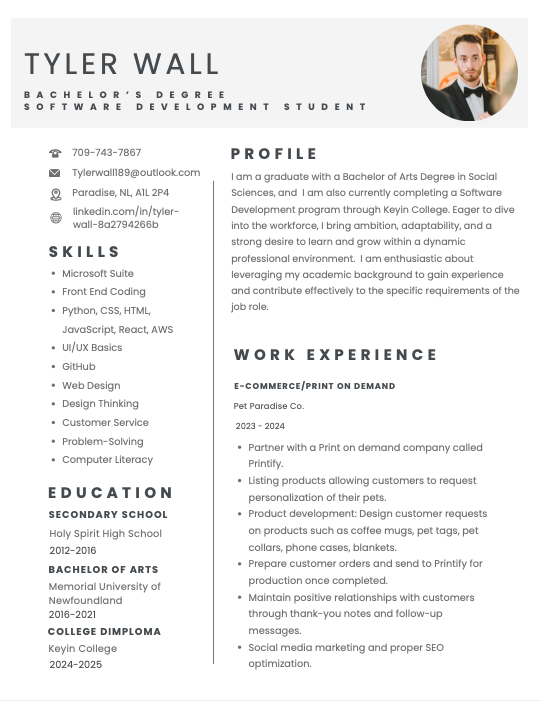 TYLER WALL
BACHELOR'S DEGREE
SOFTWARE DEVELOPMENT STUDENT
709-743-7867
Tylerwall189@outlook.com
Paradise, NL, A1L 2P4
linkedin.com/in/tyler-
wall-8a2794266b
SKILLS
Microsoft Suite
Front End Coding
Python, CSS, HTML,
JavaScript, React, AWS
UI/UX Basics
GitHub
Web Design
Design Thinking
Customer Service
Problem-Solving
Computer Literacy
EDUCATION
SECONDARY SCHOOL
Holy Spirit High School
2012-2016
BACHELOR OF ARTS
Memorial University of
Newfoundland
2016-2021
COLLEGE DIMPLOMA
Keyin College
2024-2025
PROFILE
I am a graduate with a Bachelor of Arts Degree in Social
Sciences, and I am also currently completing a Software
Development program through Keyin College. Eager to dive
into the workforce, I bring ambition, adaptability, and a
strong desire to learn and grow within a dynamic
professional environment. I am enthusiastic about
leveraging my academic background to gain experience
and contribute effectively to the specific requirements of the
job role.
WORK EXPERIENCE
E-COMMERCE/PRINT ON DEMAND
Pet Paradise Co.
2023 - 2024
Partner with a Print on demand company called
Printify.
Listing products allowing customers to request
personalization of their pets.
Product development: Design customer requests
on products such as coffee mugs, pet tags, pet
collars, phone cases, blankets.
Prepare customer orders and send to Printify for
production once completed.
Maintain positive relationships with customers
through thank-you notes and follow-up
messages.
Social media marketing and proper SEO
optimization.